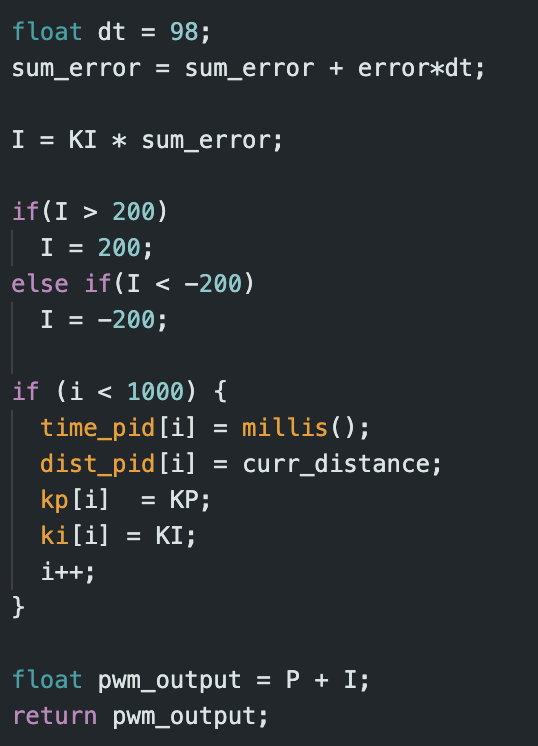 float dt = 98;
sum_error = sum_error + error*dt;

I = KI * sum_error;

if(I > 200)
  I = 200;
else if(I < -200)
  I = -200;

if (i < 1000) {
  time_pid[i] = millis();
  dist_pid[i] = curr_distance;
  kp[i]  = KP;
  ki[i] = KI;
  i++;
}

float pwm_output = P + I;
return pwm_output;